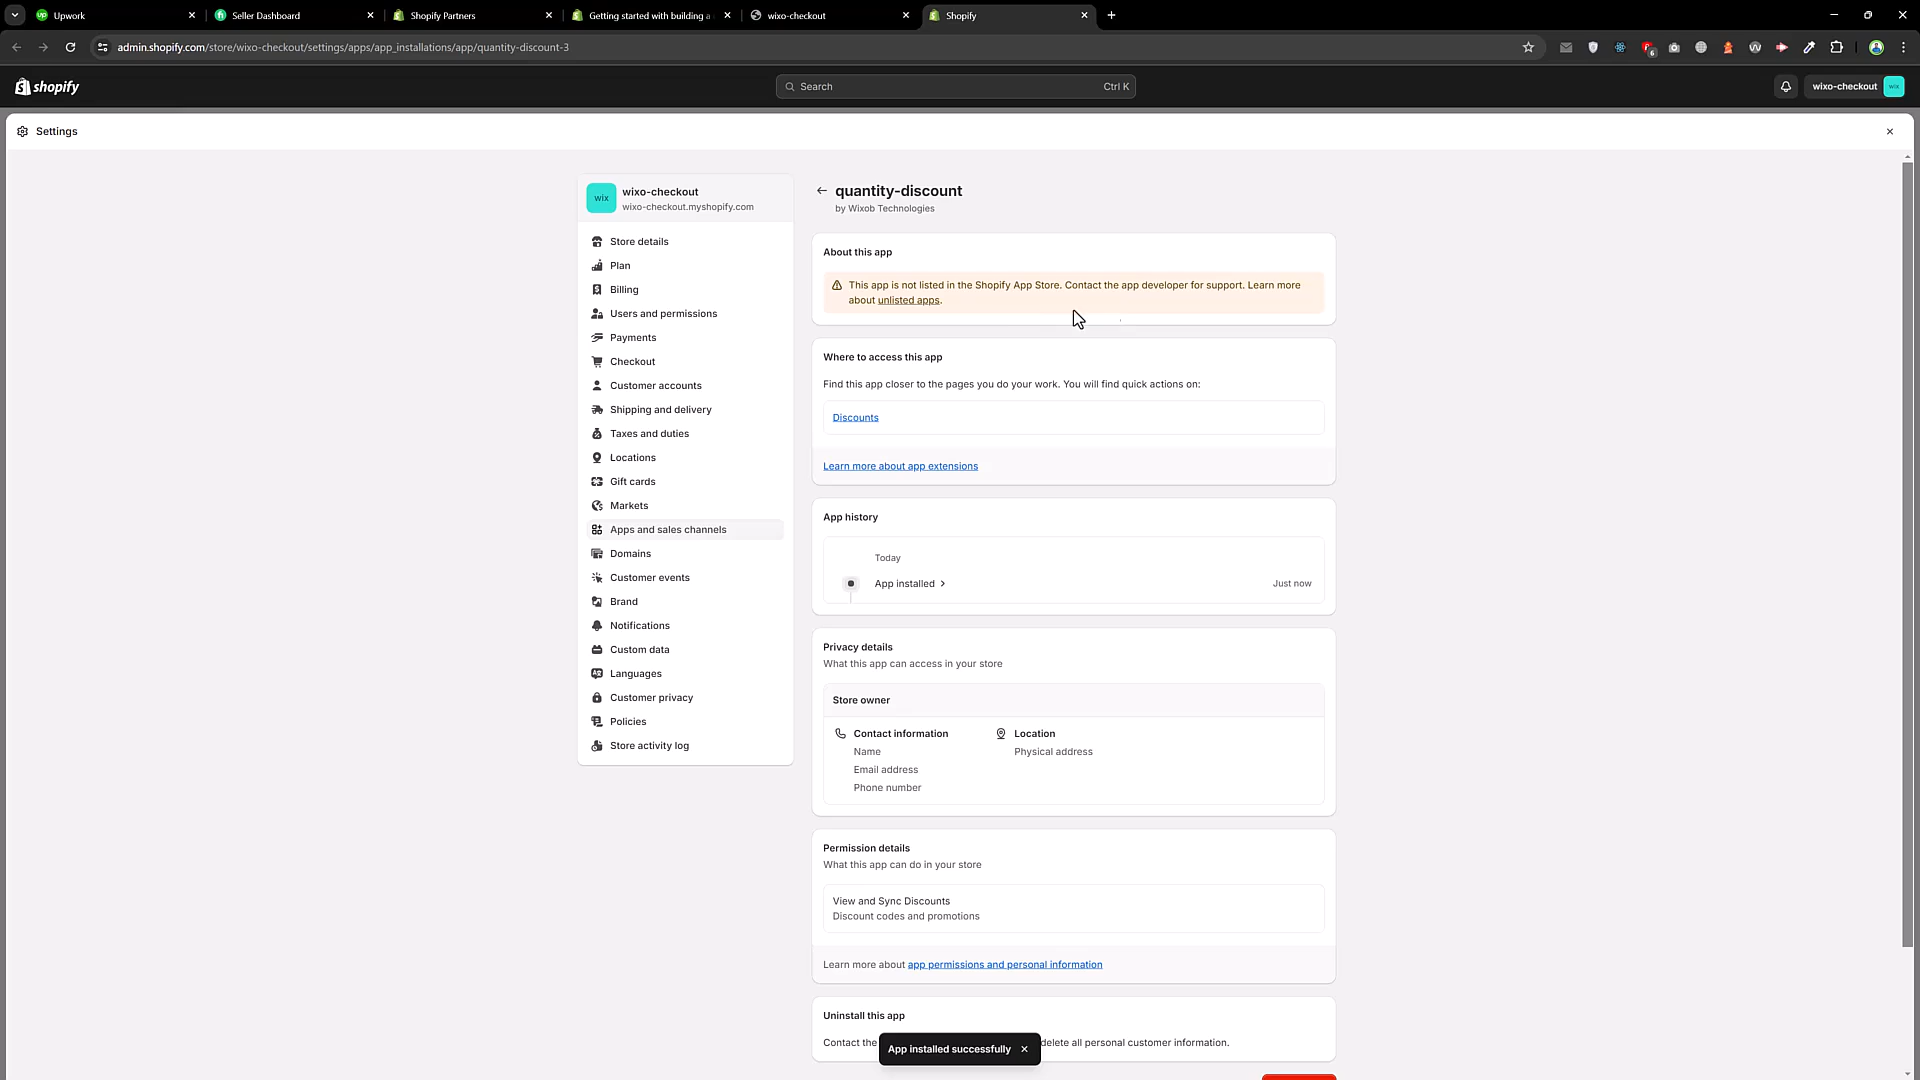 Upwork
Seller Dashboard
Shopify Partners
Getting started with building a
wixo-checkout
Shopify
admin.shopify.com/store/wixo-checkout/settings/apps/app_installations/app/quantity-discount-3
6
shopify
Search
Ctrl K
wixo-checkout
wix
Settings
wix
wixo-checkout
wixo-checkout.myshopify.com
Store details
Plan
Billing
Users and permissions
Payments
Checkout
Customer accounts
Shipping and delivery
Taxes and duties
Locations
Gift cards
Markets
Apps and sales channels
Domains
Customer events
Brand
Notifications
Custom data
Languages
Customer privacy
Policies
Store activity log
quantity-discount
by Wixob Technologies
About this app
This app is not listed in the Shopify App Store. Contact the app developer for support. Learn more
about unlisted apps.
Where to access this app
Find this app closer to the pages you do your work. You will find quick actions on:
Discounts
Learn more about app extensions
App history
Today
App installed
Just now
Privacy details
What this app can access in your store
Store owner
Contact information
Name
Email address
Phone number
Location
Physical address
Permission details
What this app can do in your store
View and Sync Discounts
Discount codes and promotions
Learn more about app permissions and personal information
Uninstall this app
Contact the
delete all personal customer information.
App installed successfully